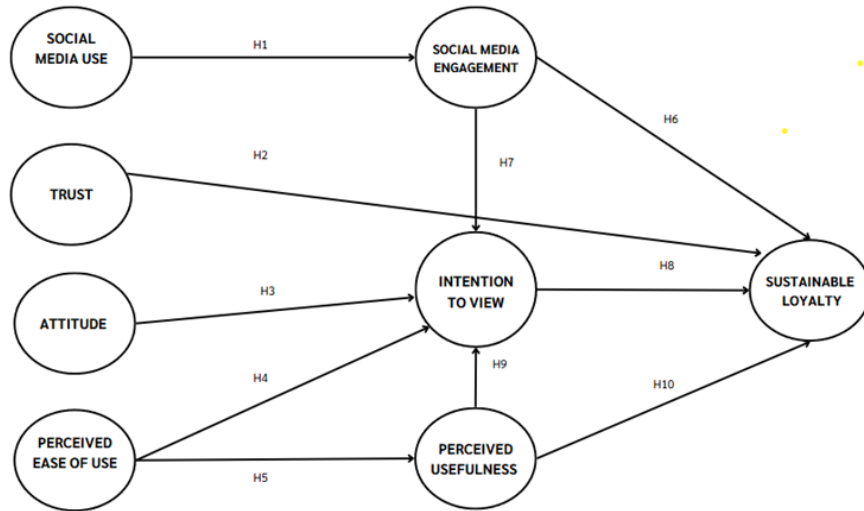 SOCIAL
MEDIA USE
H1
SOCIAL MEDIA
ENGAGEMENT
H6
H2
H7
TRUST
H8
INTENTION
TO VIEW
SUSTAINABLE
LOYALTY
H3
ATTITUDE
H4
H9
H10
PERCEIVED
EASE OF USE
H5
PERCEIVED
USEFULNESS